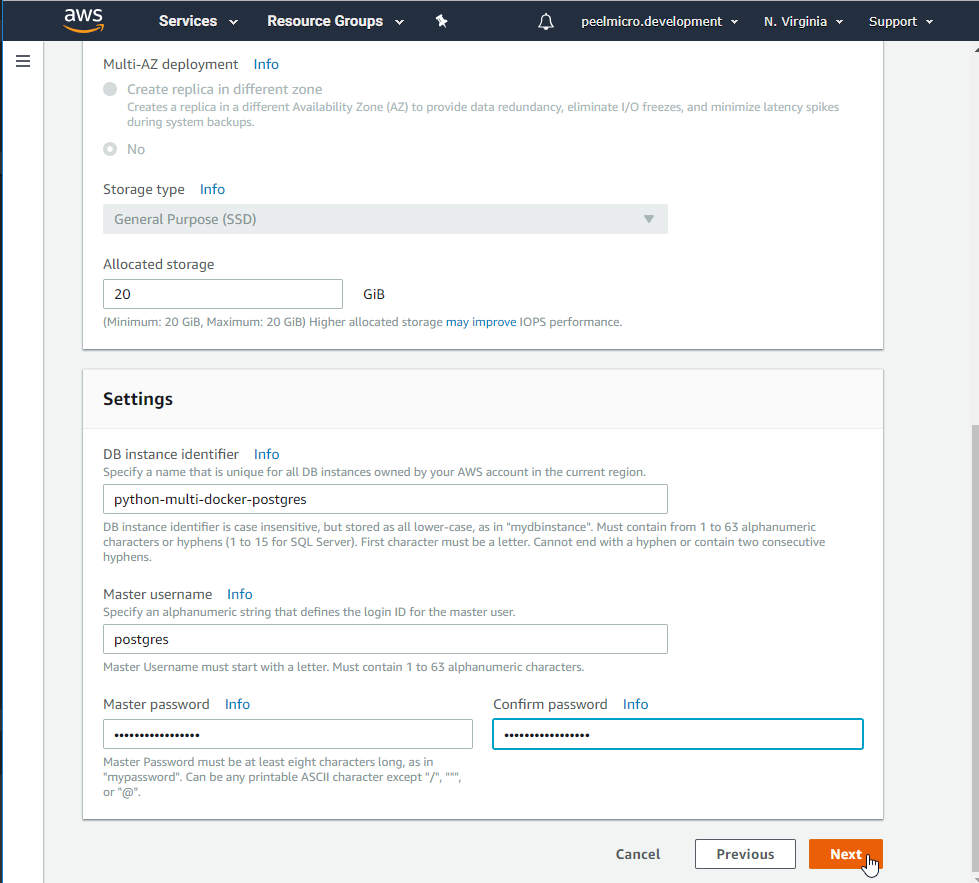 aws Services Resource Groups peelmicro.development N. Virginia Support
Multi-AZ deployment Info
Create replica in different zone
Creates a replica in a different Availability Zone (AZ) to provide data redundancy, eliminate I/O freezes, and minimize latency spikes
during system backups.
No
Storage type Info
General Purpose (SSD)
Allocated storage
20 GiB
(Minimum: 20 GiB, Maximum: 20 GiB) Higher allocated storage may improve IOPS performance.
Settings
DB instance identifier Info
Specify a name that is unique for all DB instances owned by your AWS account in the current region.
python-multi-docker-postgres
DB instance identifier is case insensitive, but stored as all lower-case, as in "mydbinstance". Must contain from 1 to 63 alphanumeric
characters or hyphens (1 to 15 for SQL Server). First character must be a letter. Cannot end with a hyphen or contain two consecutive
hyphens.
Master username Info
Specify an alphanumeric string that defines the login ID for the master user.
postgres
Master Username must start with a letter. Must contain 1 to 63 alphanumeric characters.
Master password Info Confirm password Info
••••••••••••••••• •••••••••••••••••
Master Password must be at least eight characters long, as in
"mypassword". Can be any printable ASCII character except "/", """,
or "@".
Cancel Previous Next